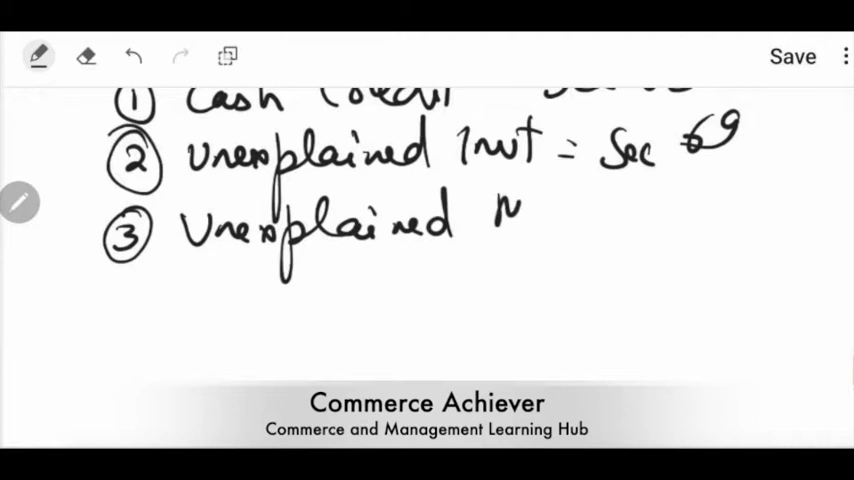 Save
① Cash Credit
② Unexplained Invt = Sec 69
③ Unexplained M
Commerce Achiever
Commerce and Management Learning Hub